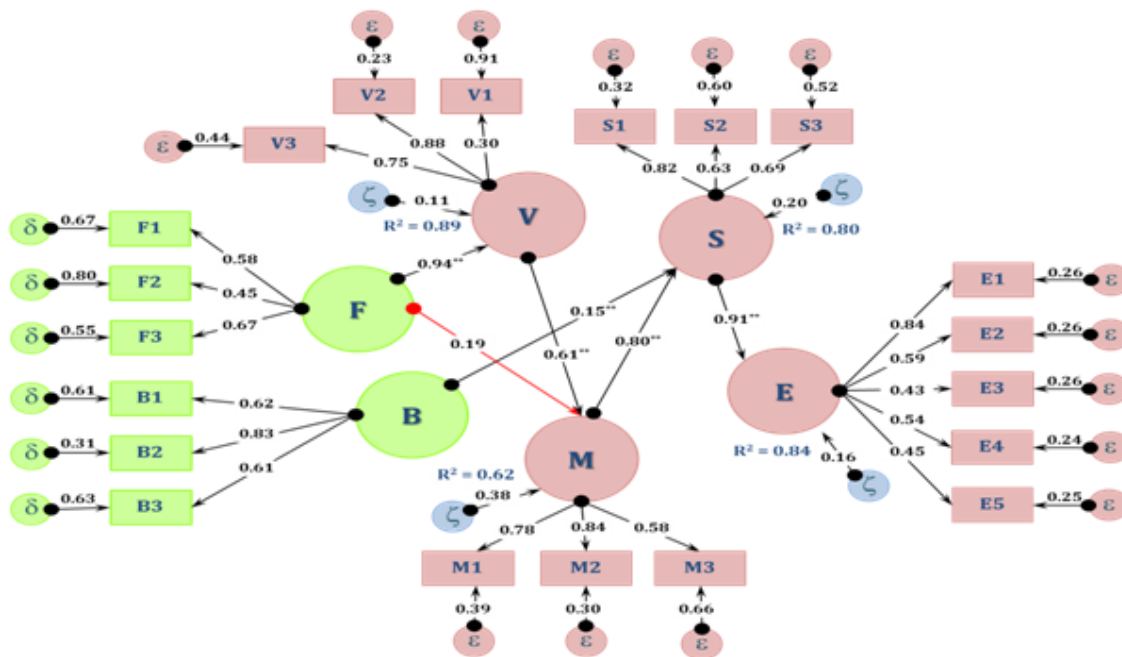 ε ε
0.23 0.91
V2 V1
ε ε ε
0.32 0.60 0.52
S1 S2 S3
ε 0.44 V3
0.88 0.30
0.75
0.82 0.63 0.69
ζ 0.11 V
R² = 0.89
S 0.20 ζ
R² = 0.80
δ 0.67 F1
δ 0.80 F2
δ 0.55 F3
0.58
0.45
0.67
F 0.94**
0.19
0.15**
0.61** 0.80**
0.91**
δ 0.61 B1
δ 0.31 B2
δ 0.63 B3
0.62
0.83
0.61
B
E
R² = 0.84
0.16
ζ
0.84
0.59
0.43
0.54
0.45
E1 0.26 ε
E2 0.26 ε
E3 0.26 ε
E4 0.24 ε
E5 0.25 ε
M
R² = 0.62
ζ 0.38
0.78 0.84 0.58
M1 M2 M3
0.39 0.30 0.66
ε ε ε